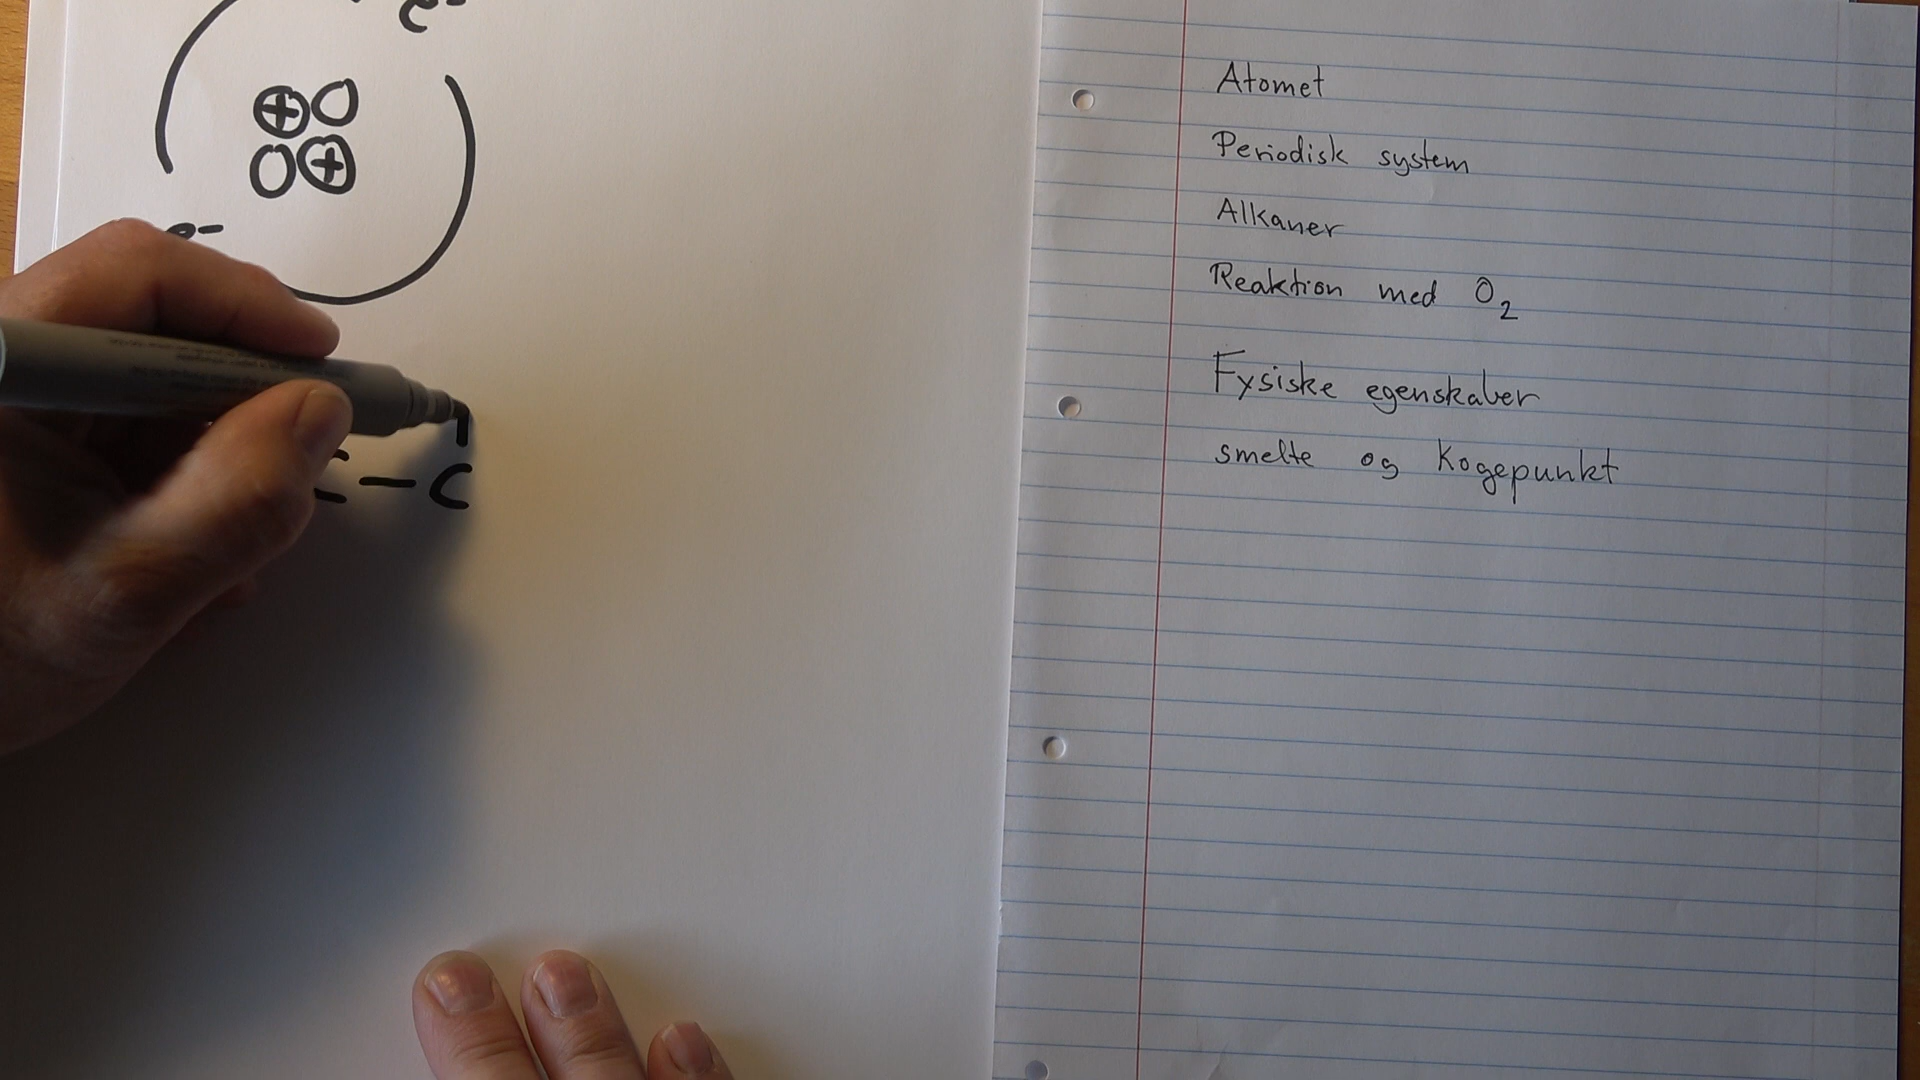 e-
+
+
e-
C-C
Atomet
Periodisk system
Alkaner
Reaktion med O2
Fysiske egenskaber
smelte og Kogepunkt